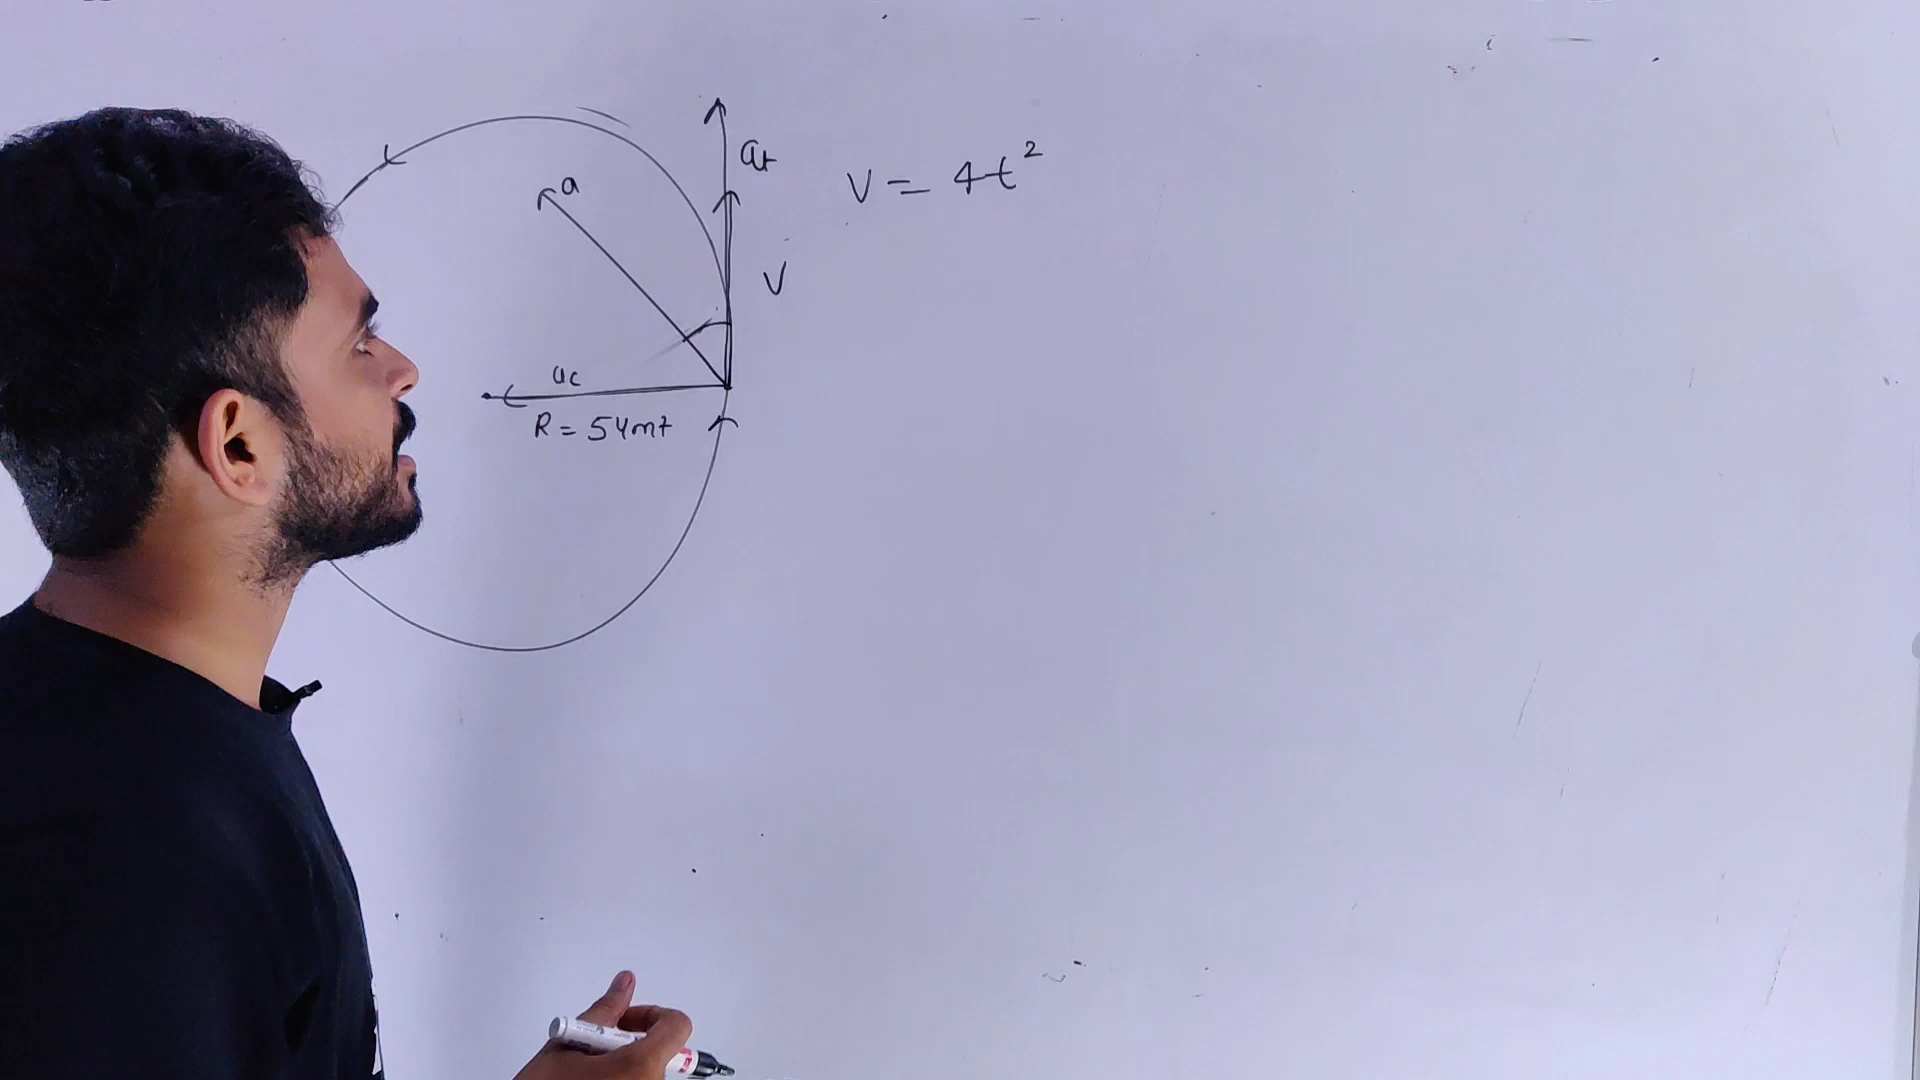 at
V = 4t²
a
V
ac
R = 54mt